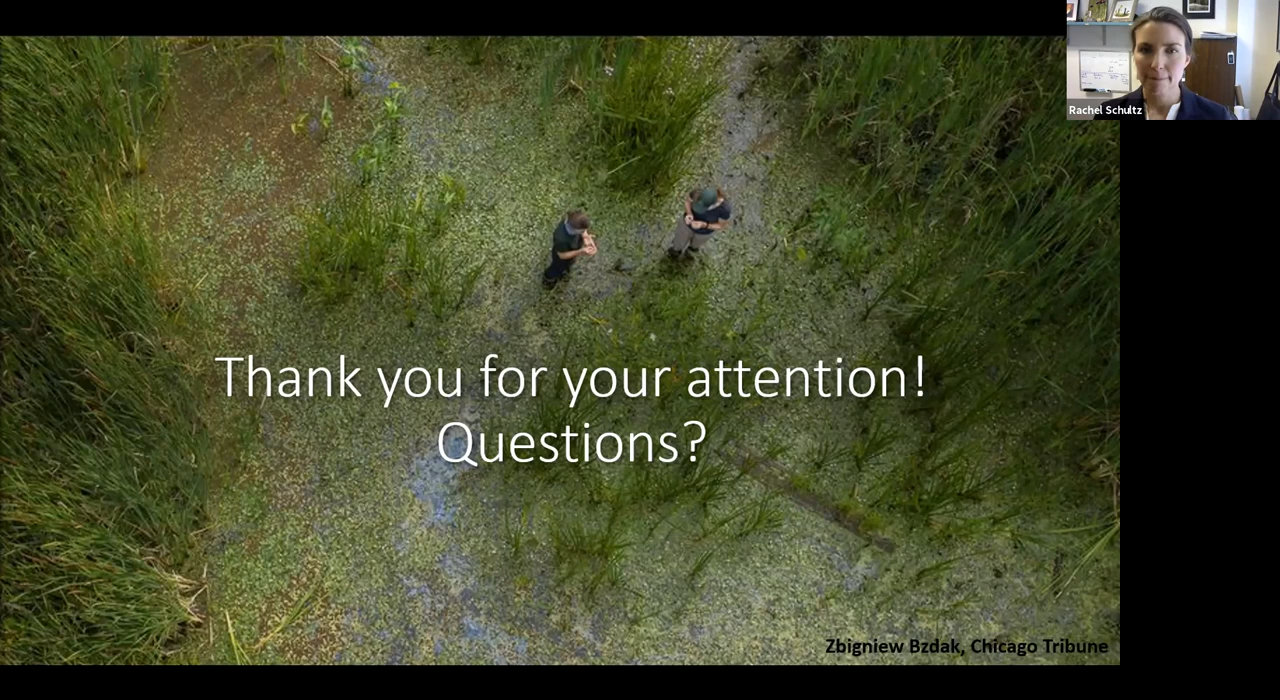 Rachel Schultz
Thank you for your attention!
Questions?
Zbigniew Bzdak, Chicago Tribune